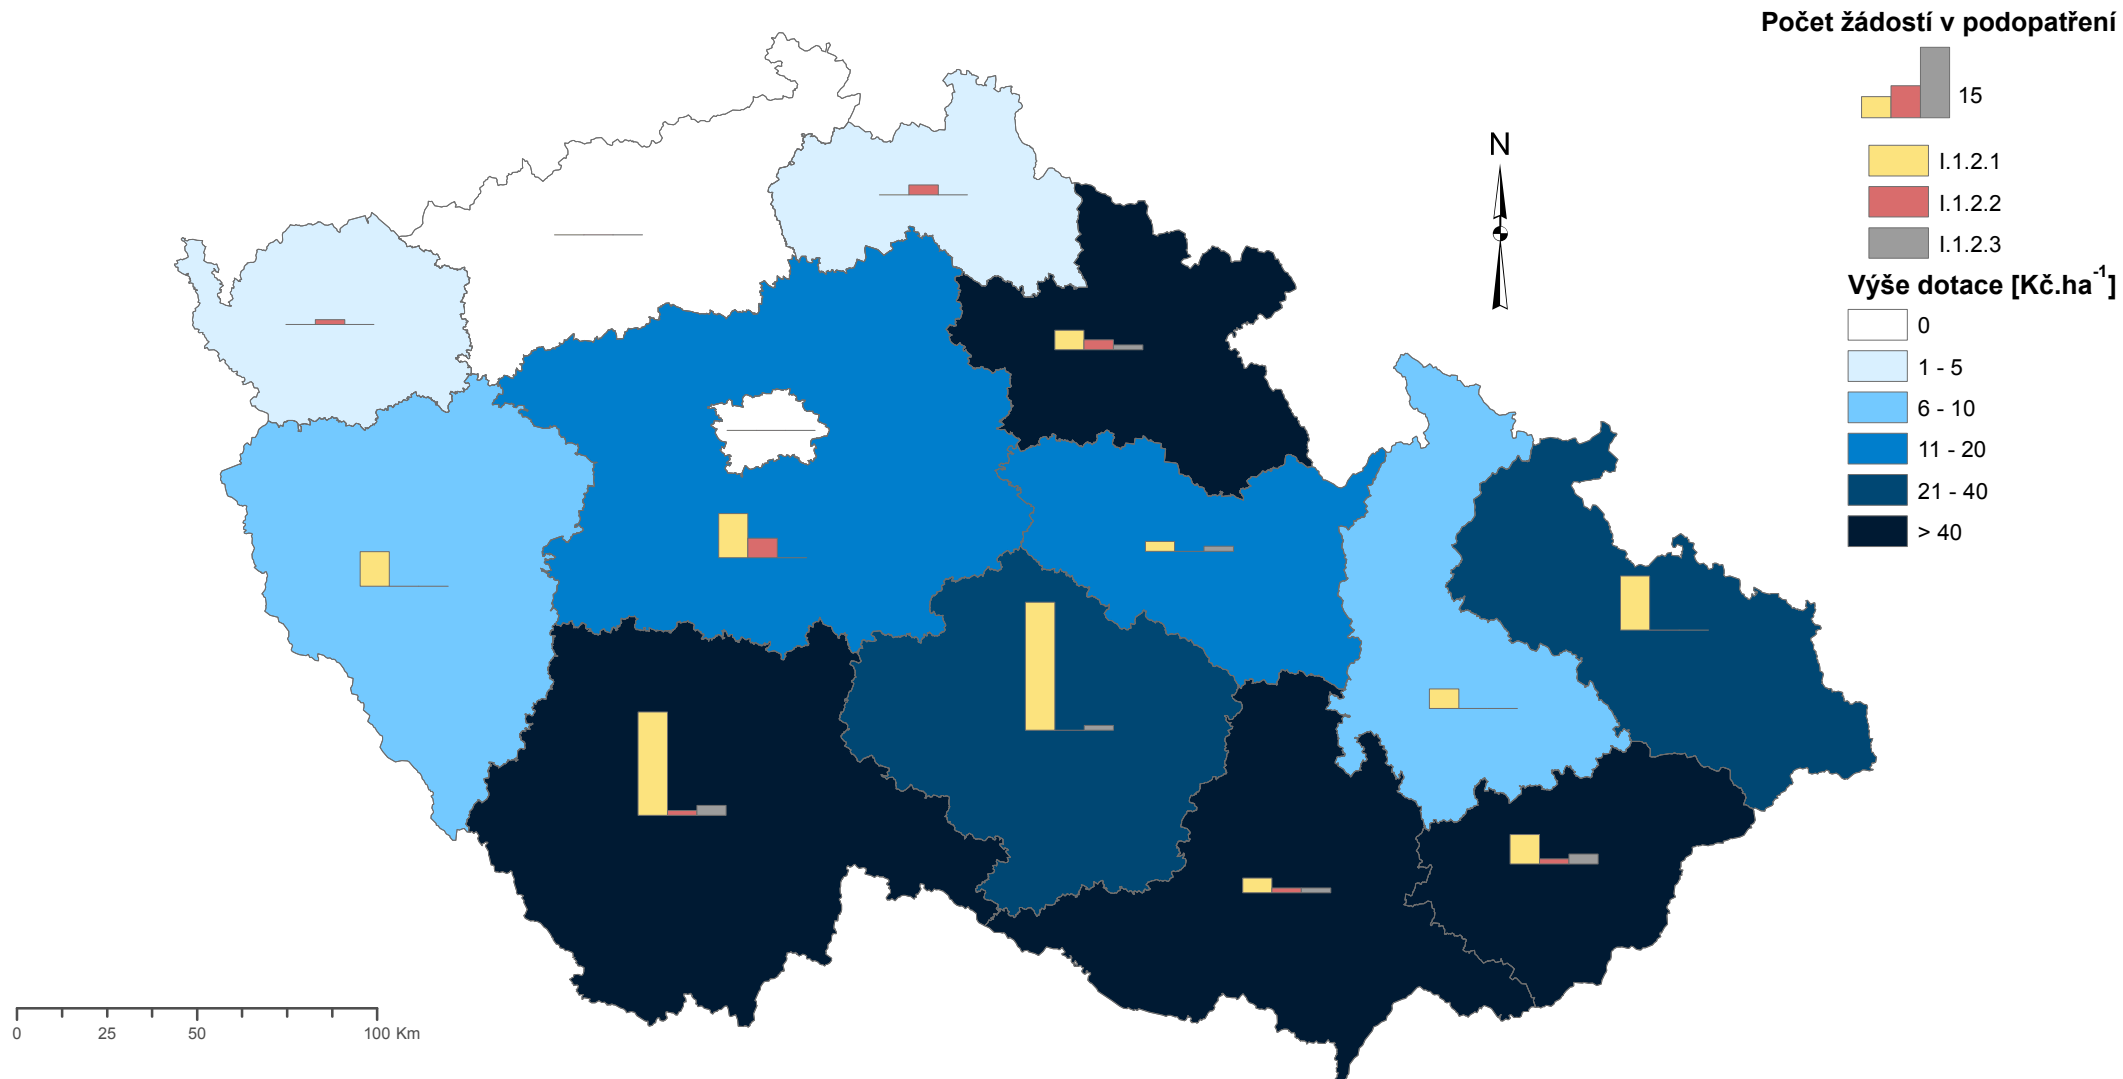 Počet žádostí v podopatření
15
N
I.1.2.1
I.1.2.2
I.1.2.3
Výše dotace [Kč.ha⁻¹]
0
1 - 5
6 - 10
11 - 20
21 - 40
> 40
0 25 50 100 Km